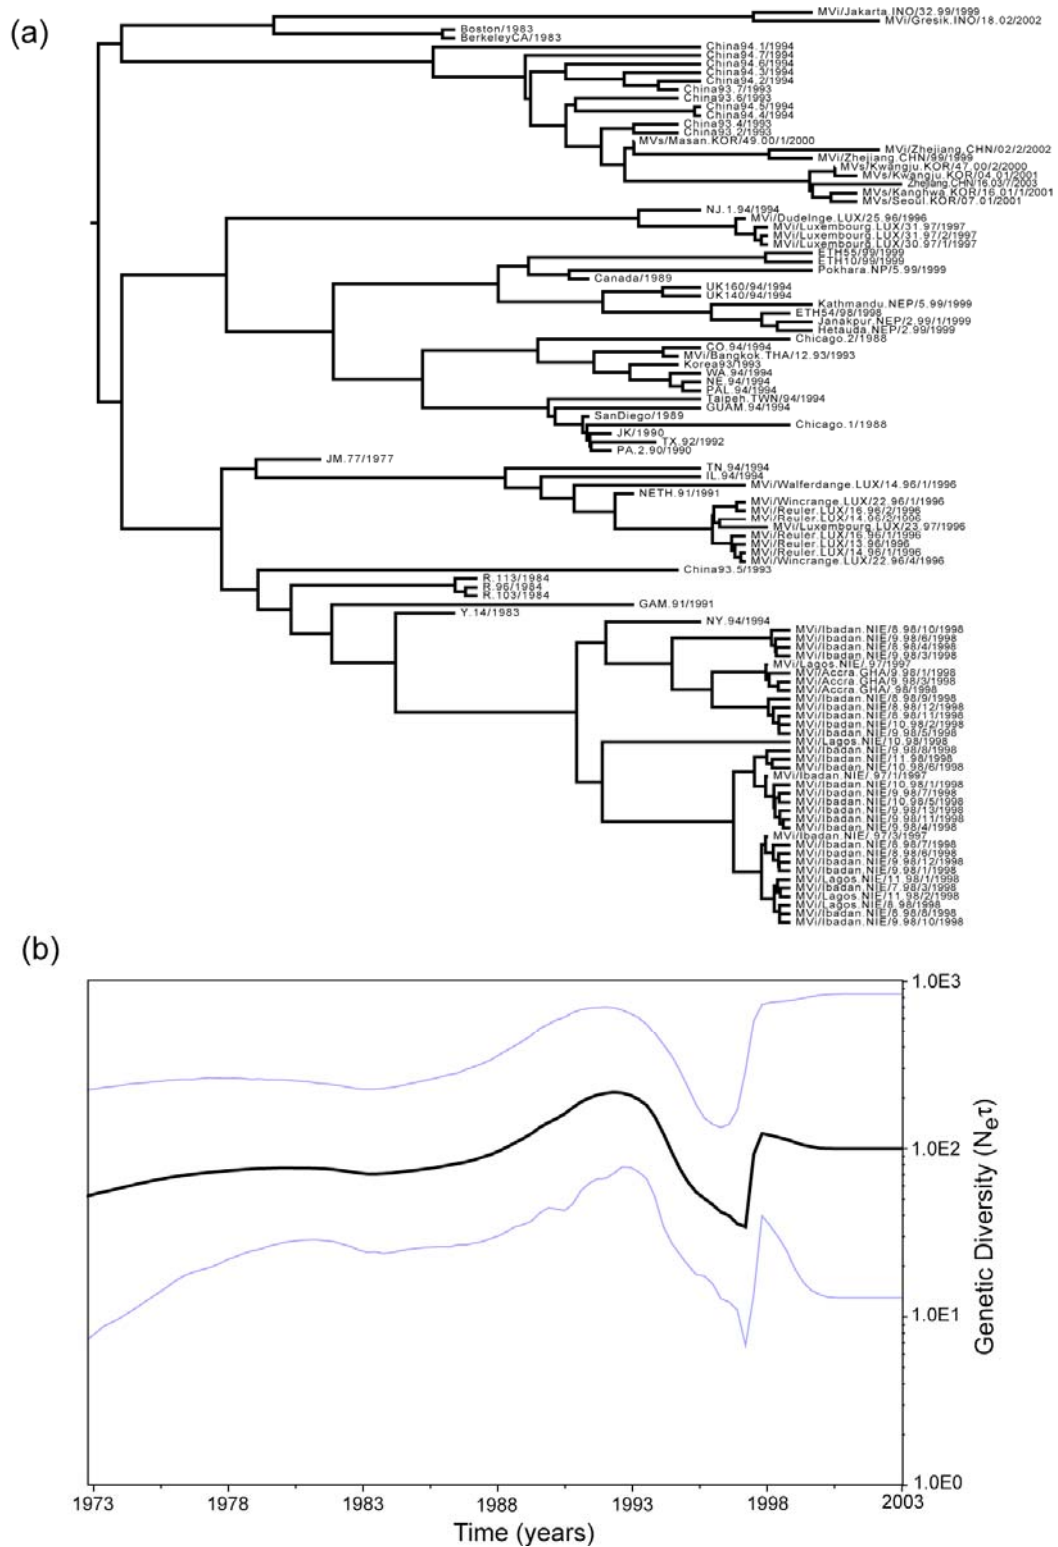 (a)
MVi/Jakarta.INO/32.99/1999
MVi/Gresik.INO/18.02/2002
Boston/1983
BerkeleyCA/1983
China94.1/1994
China94.7/1994
China94.6/1994
China94.3/1994
China94.2/1994
China93.7/1993
China93.6/1993
China94.5/1994
China94.4/1994
China93.4/1993
China93.2/1993
MVs/Masan.KOR/49.00/1/2000
MVi/Zhejiang.CHN/02/2/2002
MVi/Zhejiang.CHN/99/1999
MVs/Kwangju.KOR/47.00/2/2000
MVs/Kwangju.KOR/04.01/2001
Zhejiang.CHN/16.03/7/2003
MVs/Kanghwa.KOR/16.01/1/2001
MVs/Seoul.KOR/07.01/2001
NJ.1.94/1994
MVi/Dudelnge.LUX/25.96/1996
MVi/Luxembourg.LUX/31.97/1997
MVi/Luxembourg.LUX/31.97/2/1997
MVi/Luxembourg.LUX/30.97/1/1997
ETH55/99/1999
ETH10/99/1999
Pokhara.NP/5.99/1999
Canada/1989
UK160/94/1994
UK140/94/1994
Kathmandu.NEP/5.99/1999
ETH54/98/1998
Janakpur.NEP/2.99/1/1999
Hetauda.NEP/2.99/1999
Chicago.2/1988
CO.94/1994
MVi/Bangkok.THA/12.93/1993
Korea93/1993
WA.94/1994
NE.94/1994
PAL.94/1994
Taipeh.TWN/94/1994
GUAM.94/1994
SanDiego/1989
Chicago.1/1988
JK/1990
TX.92/1992
PA.2.90/1990
JM.77/1977
TN.94/1994
IL.94/1994
MVi/Walferdange.LUX/14.96/1/1996
NETH.91/1991
MVi/Wincrange.LUX/22.96/1/1996
MVi/Reuler.LUX/16.96/2/1996
MVi/Reuler.LUX/14.96/2/1996
MVi/Luxembourg.LUX/23.97/1996
MVi/Reuler.LUX/16.96/1/1996
MVi/Reuler.LUX/13.96/1996
MVi/Reuler.LUX/14.96/1/1996
MVi/Wincrange.LUX/22.96/4/1996
China93.5/1993
R.113/1984
R.96/1984
R.103/1984
GAM.91/1991
Y.14/1983
NY.94/1994
MVi/Ibadan.NIE/8.98/10/1998
MVi/Ibadan.NIE/9.98/6/1998
MVi/Ibadan.NIE/8.98/4/1998
MVi/Ibadan.NIE/9.98/3/1998
MVi/Lagos.NIE/.97/1997
MVi/Accra.GHA/9.98/1/1998
MVi/Accra.GHA/9.98/3/1998
MVi/Accra.GHA/.98/1998
MVi/Ibadan.NIE/8.98/9/1998
MVi/Ibadan.NIE/8.98/12/1998
MVi/Ibadan.NIE/8.98/11/1998
MVi/Ibadan.NIE/10.98/2/1998
MVi/Ibadan.NIE/9.98/5/1998
MVi/Lagos.NIE/10.98/1998
MVi/Ibadan.NIE/9.98/8/1998
MVi/Ibadan.NIE/11.98/1998
MVi/Ibadan.NIE/10.98/6/1998
MVi/Ibadan.NIE/.97/1/1997
MVi/Ibadan.NIE/10.98/1/1998
MVi/Ibadan.NIE/9.98/7/1998
MVi/Ibadan.NIE/10.98/5/1998
MVi/Ibadan.NIE/9.98/13/1998
MVi/Ibadan.NIE/9.98/11/1998
MVi/Ibadan.NIE/9.98/4/1998
MVi/Ibadan.NIE/.97/3/1997
MVi/Ibadan.NIE/8.98/7/1998
MVi/Ibadan.NIE/8.98/6/1998
MVi/Ibadan.NIE/9.98/12/1998
MVi/Ibadan.NIE/9.98/1/1998
MVi/Lagos.NIE/11.98/1/1998
MVi/Ibadan.NIE/7.98/3/1998
MVi/Lagos.NIE/11.98/2/1998
MVi/Lagos.NIE/8.98/1998
MVi/Ibadan.NIE/8.98/8/1998
MVi/Ibadan.NIE/9.98/10/1998
(b)
1.0E3
1.0E2
1.0E1
1.0E0
Genetic Diversity (Neτ)
1973 1978 1983 1988 1993 1998 2003
Time (years)